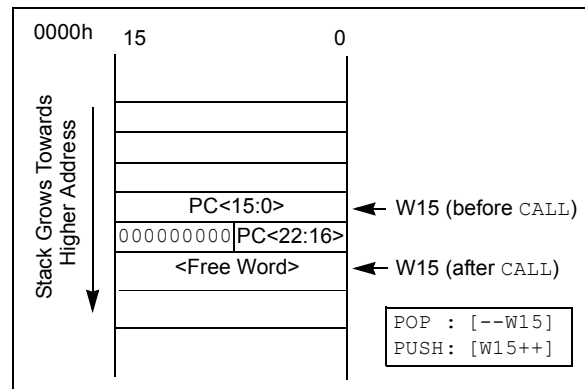 0000h
15 0
Stack Grows Towards
Higher Address
PC<15:0>
W15 (before CALL)
000000000 PC<22:16>
<Free Word>
W15 (after CALL)
POP : [--W15]
PUSH: [W15++]